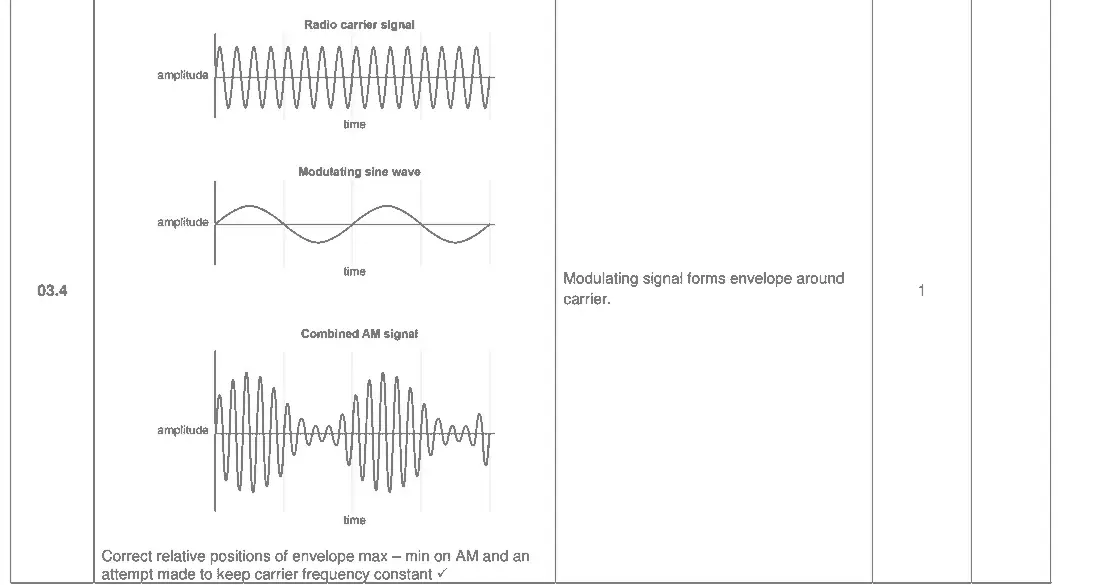 Radio carrier signal
amplitude
time
Modulating sine wave
amplitude
time
03.4
Modulating signal forms envelope around
carrier.
1
Combined AM signal
amplitude
time
Correct relative positions of envelope max – min on AM and an
attempt made to keep carrier frequency constant ✓